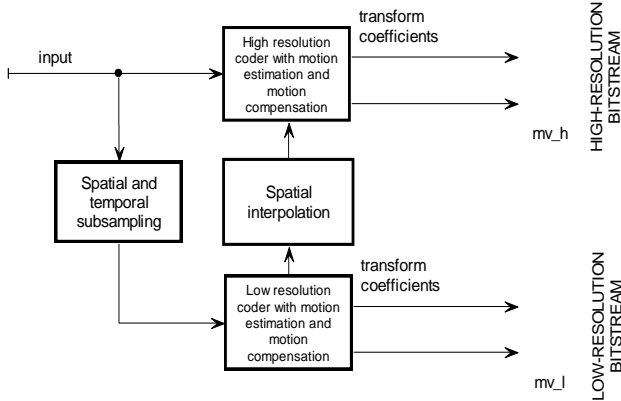 input
High resolution
coder with motion
estimation and
motion
compensation
transform
coefficients
mv_h
HIGH-RESOLUTION
BITSTREAM
Spatial and
temporal
subsampling
Spatial
interpolation
Low resolution
coder with motion
estimation and
motion
compensation
transform
coefficients
mv_l
LOW-RESOLUTION
BITSTREAM